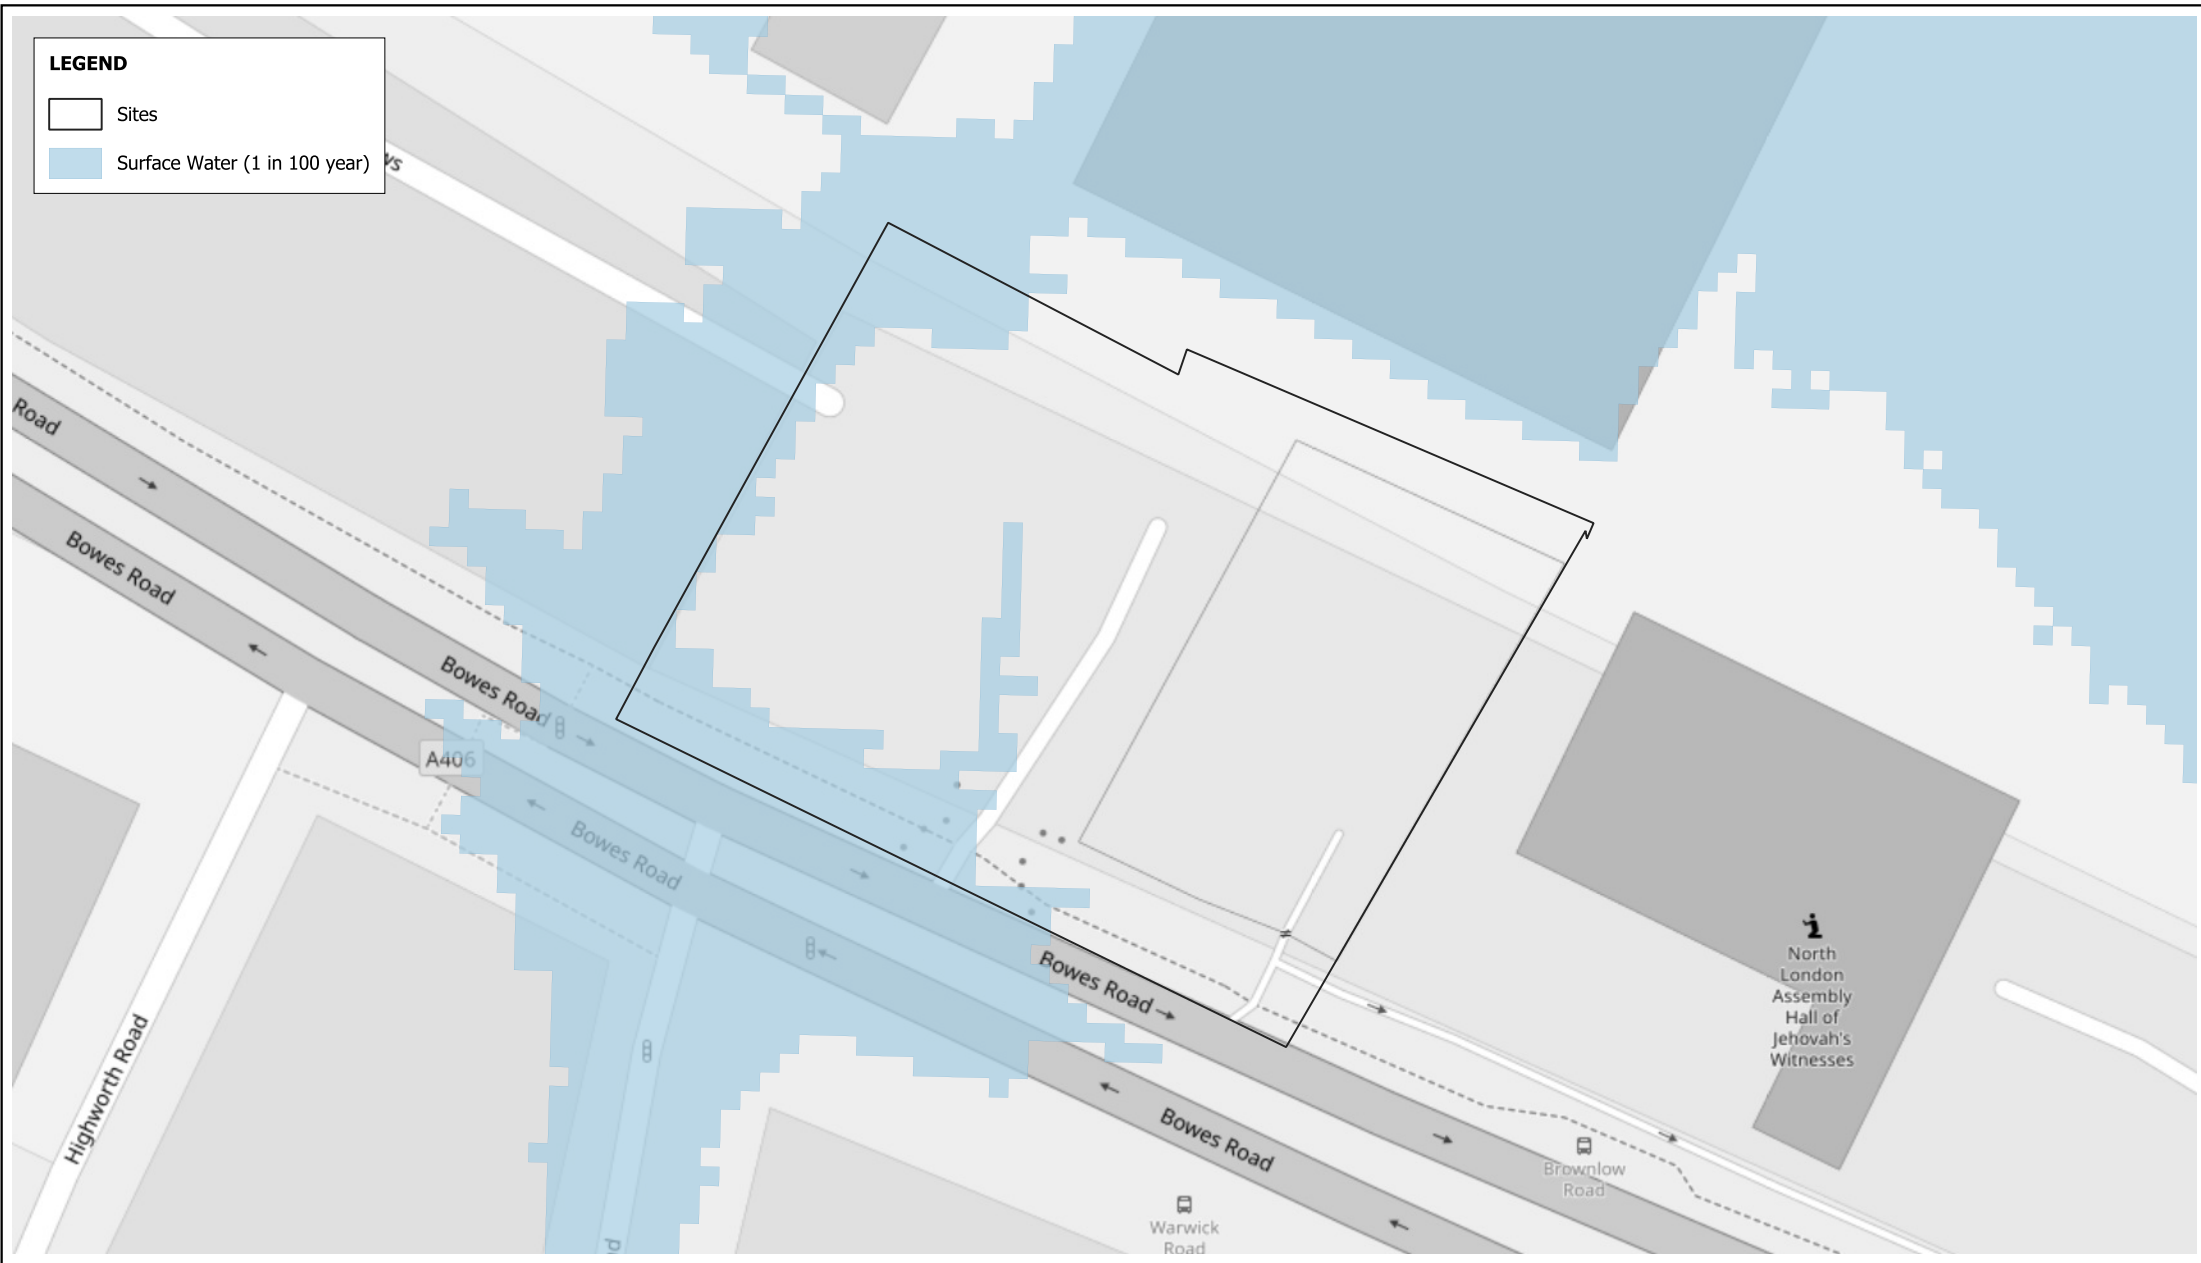 LEGEND
Sites
Surface Water (1 in 100 year)
Road
Bowes Road
Bowes Road
A406
Bowes Road
Bowes Road
Bowes Road
Highworth Road
North
London
Assembly
Hall of
Jehovah's
Witnesses
Brownlow
Road
Warwick
Road